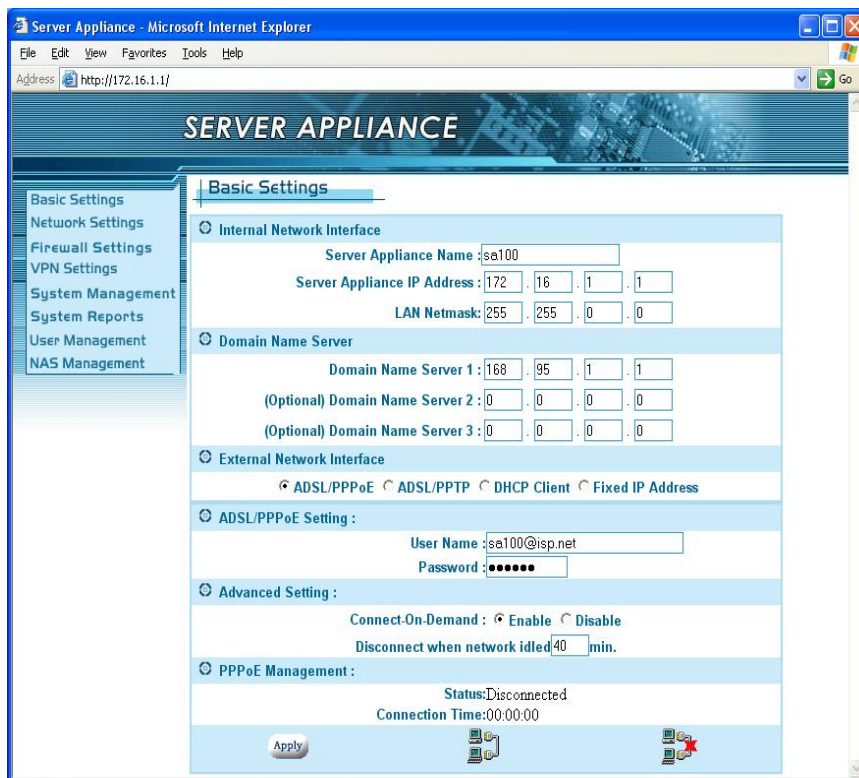 Server Appliance - Microsoft Internet Explorer
File Edit View Favorites Tools Help
Address http://172.16.1.1/ Go
SERVER APPLIANCE
Basic Settings
Network Settings
Firewall Settings
VPN Settings
System Management
System Reports
User Management
NAS Management
Basic Settings
Internal Network Interface
Server Appliance Name : sa100
Server Appliance IP Address : 172 . 16 . 1 . 1
LAN Netmask: 255 . 255 . 0 . 0
Domain Name Server
Domain Name Server 1 : 168 . 95 . 1 . 1
(Optional) Domain Name Server 2 : 0 . 0 . 0 . 0
(Optional) Domain Name Server 3 : 0 . 0 . 0 . 0
External Network Interface
ADSL/PPPoE ADSL/PPTP DHCP Client Fixed IP Address
ADSL/PPPoE Setting :
User Name : sa100@isp.net
Password : ●●●●●●
Advanced Setting :
Connect-On-Demand : Enable Disable
Disconnect when network idled 40 min.
PPPoE Management :
Status:Disconnected
Connection Time:00:00:00
Apply